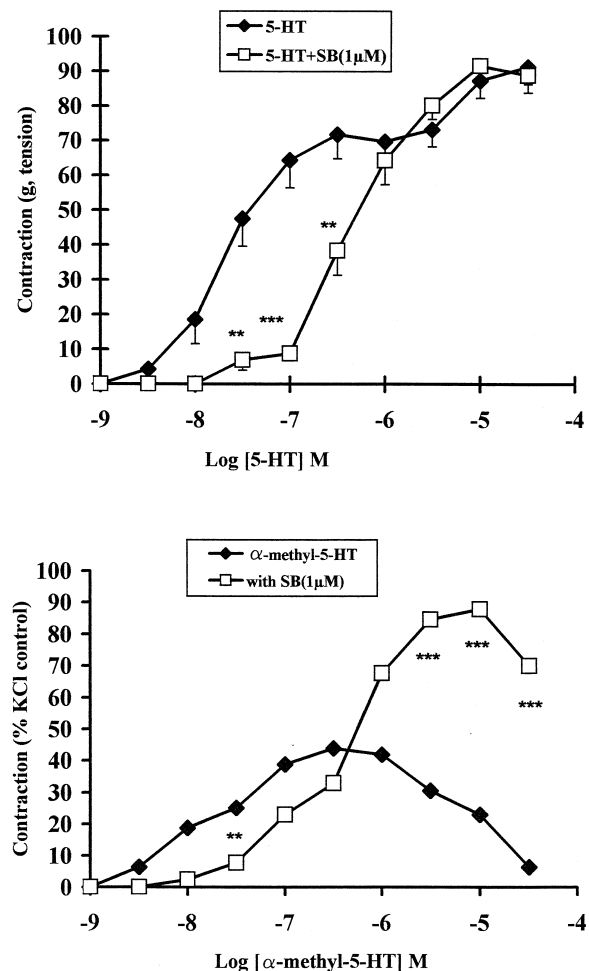 5-HT
5-HT+SB(1μM)
100
90
80
70
60
50
40
30
20
10
0
Contraction (g, tension)
**
***
**
-9 -8 -7 -6 -5 -4
Log [5-HT] M
α-methyl-5-HT
with SB(1μM)
100
90
80
70
60
50
40
30
20
10
0
Contraction (% KCl control)
**
***
***
***
-9 -8 -7 -6 -5 -4
Log [α-methyl-5-HT] M